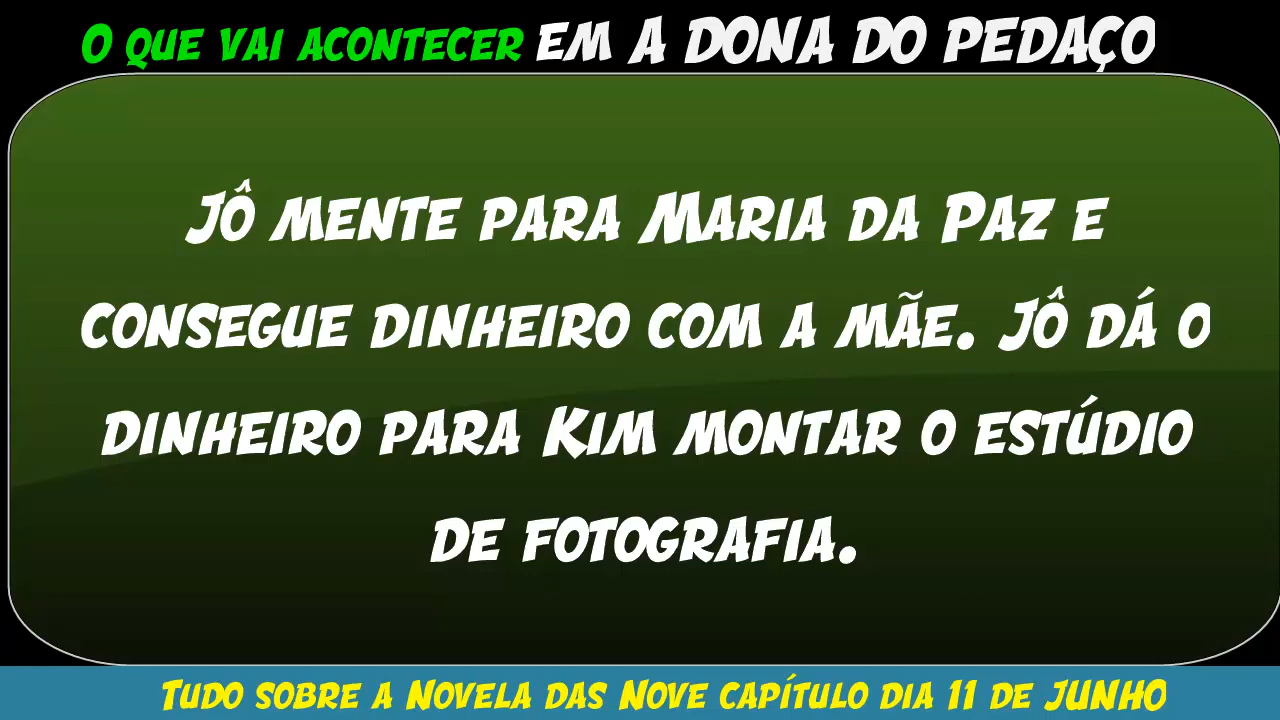 O que vai acontecer em A DONA DO PEDAÇO
Jô mente para Maria da Paz e
consegue dinheiro com a mãe. Jô dá o
dinheiro para Kim montar o estúdio
de fotografia.
Tudo sobre a Novela das Nove capítulo dia 11 de JUNHO